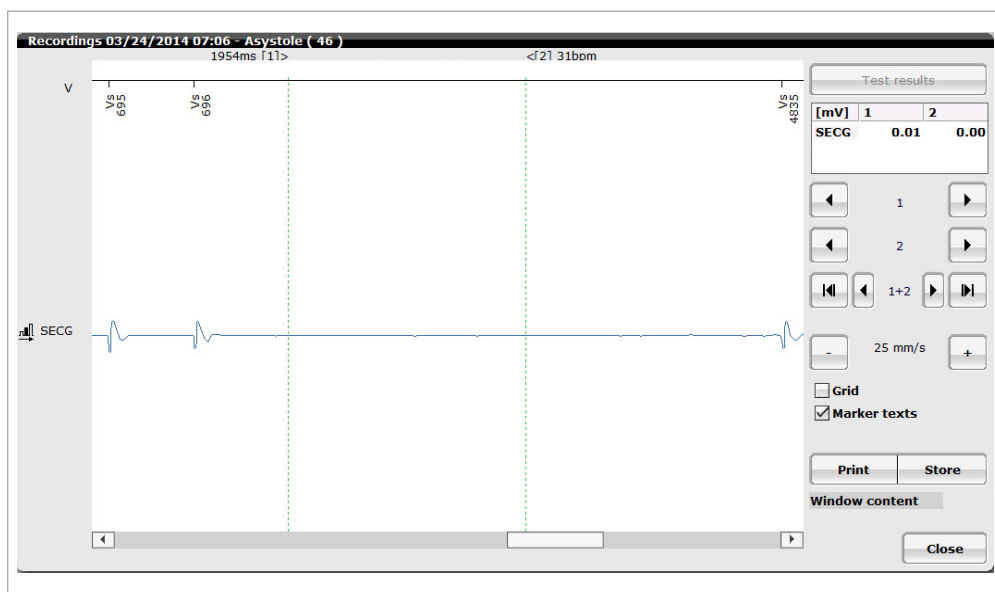 Recordings 03/24/2014 07:06 - Asystole ( 46 )
1954ms [1]> <[2] 31bpm
V
Vs 695
Vs 696
Vs 4835
SECG
Test results
[mV] 1 2
SECG 0.01 0.00
1
2
1+2
- 25 mm/s +
Grid
Marker texts
Print Store
Window content
Close